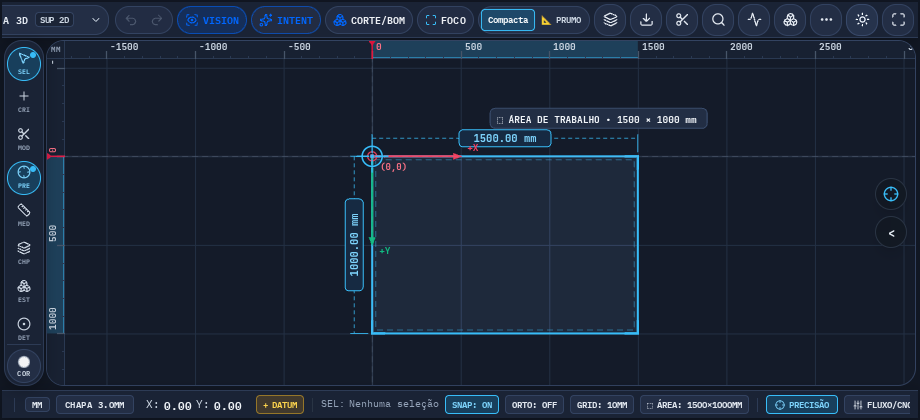 A 3D SUP 2D VISION INTENT CORTE/BOM FOCO Compacta PRUMO
MM -1500 -1000 -500 0 500 1000 1500 2000 2500
SEL
CRI
MOD
PRE
MED
CHP
EST
DET
COR
0
500
1000
ÁREA DE TRABALHO • 1500 × 1000 mm
1500.00 mm
+X
(0,0)
1000.00 mm
+Y
<
MM CHAPA 3.0MM X: 0.00 Y: 0.00 + DATUM SEL: Nenhuma seleção SNAP: ON ORTO: OFF GRID: 10MM ÁREA: 1500×1000MM PRECISÃO FLUXO/CNC